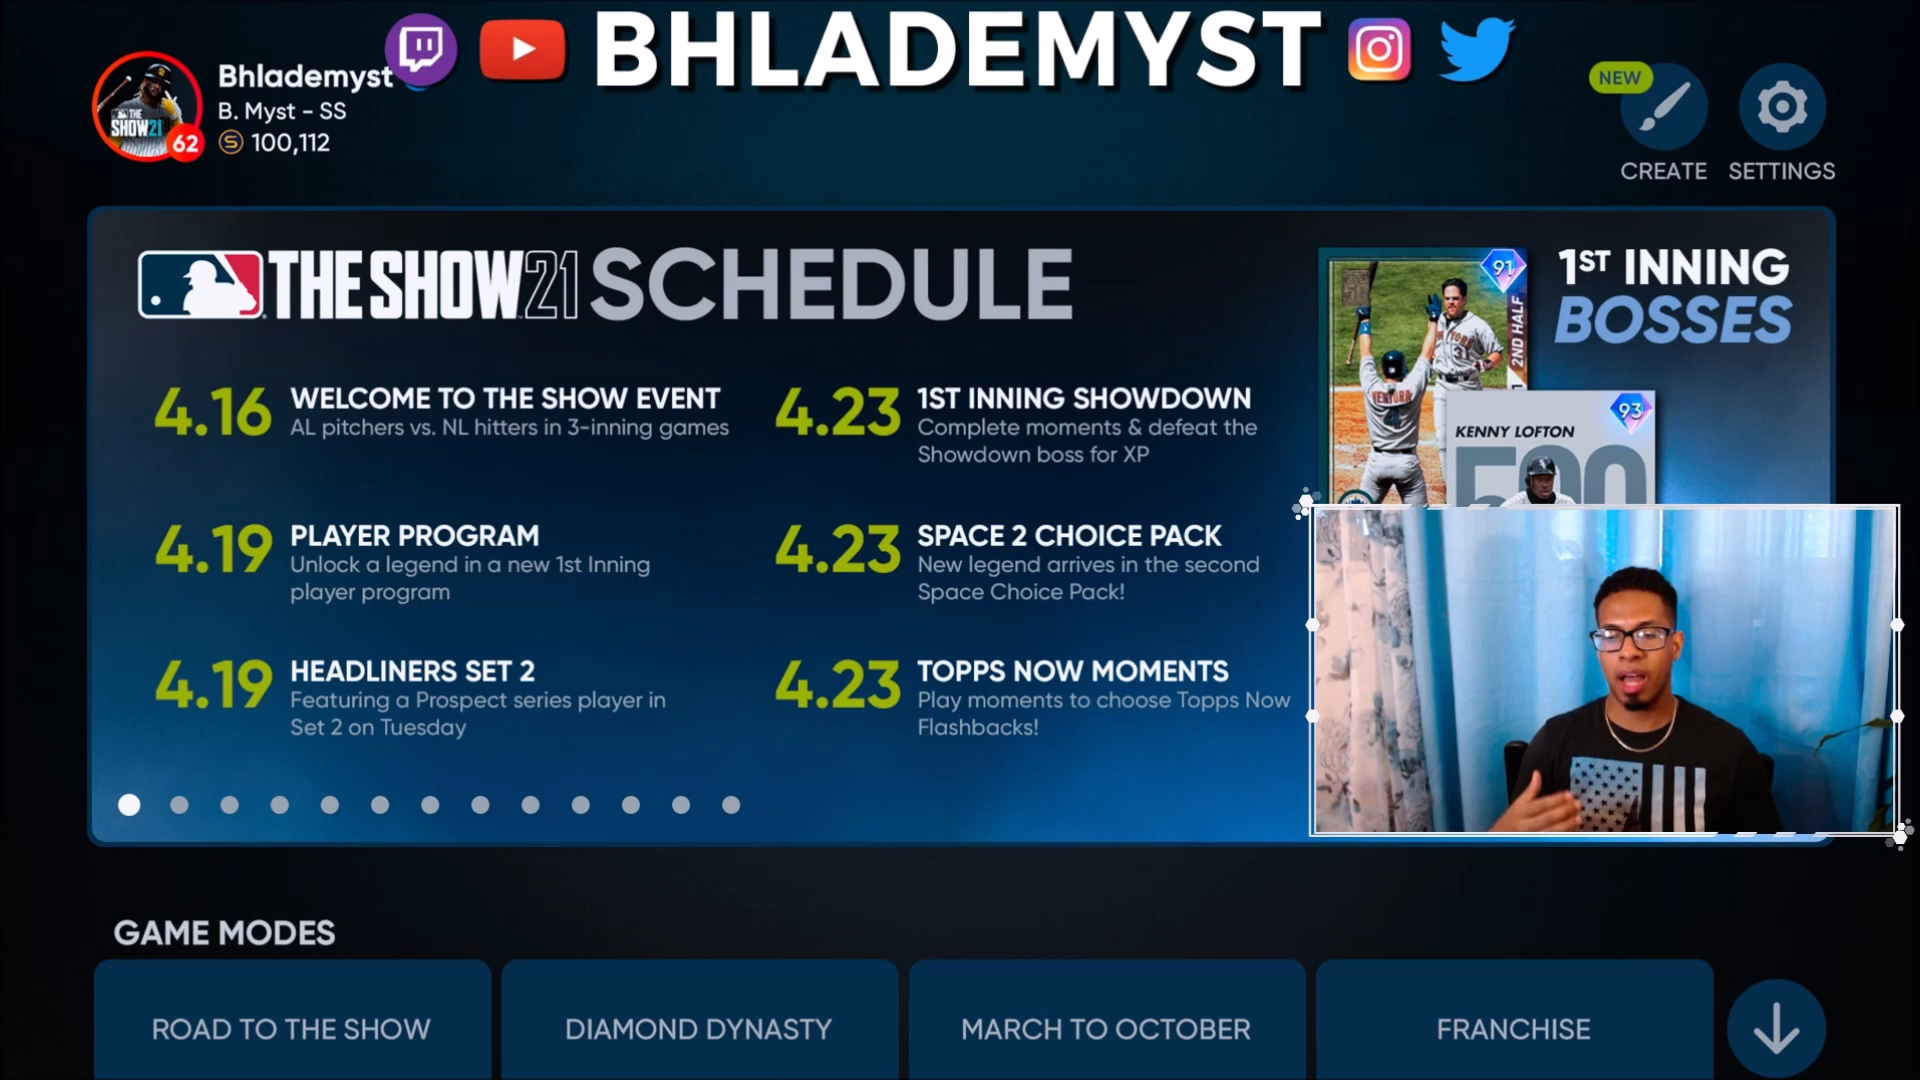 BHLADEMYST
Bhlademyst
B. Myst - SS
100,112
THE
SHOW21
62
NEW
CREATE
SETTINGS
THE SHOW 21 SCHEDULE
4.16 WELCOME TO THE SHOW EVENT
AL pitchers vs. NL hitters in 3-inning games
4.19 PLAYER PROGRAM
Unlock a legend in a new 1st Inning
player program
4.19 HEADLINERS SET 2
Featuring a Prospect series player in
Set 2 on Tuesday
4.23 1ST INNING SHOWDOWN
Complete moments & defeat the
Showdown boss for XP
4.23 SPACE 2 CHOICE PACK
New legend arrives in the second
Space Choice Pack!
4.23 TOPPS NOW MOMENTS
Play moments to choose Topps Now
Flashbacks!
1ST INNING
BOSSES
91
2ND HALF
31
VENTURA
4
93
KENNY LOFTON
GAME MODES
ROAD TO THE SHOW
DIAMOND DYNASTY
MARCH TO OCTOBER
FRANCHISE